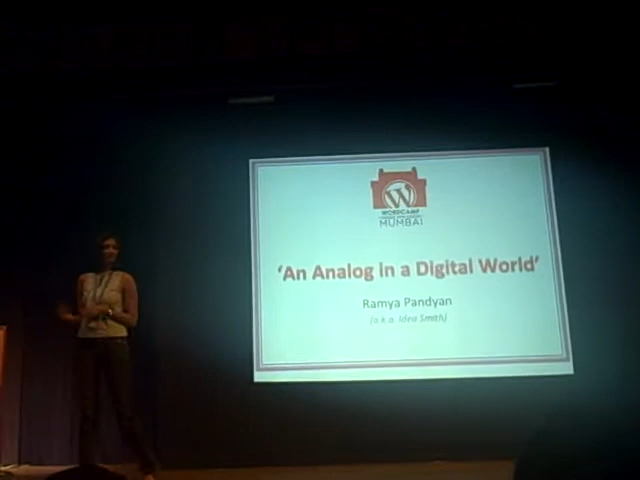 W
WORDCAMP
MUMBAI
'An Analog in a Digital World'
Ramya Pandyan
(a.k.a. Idea Smith)